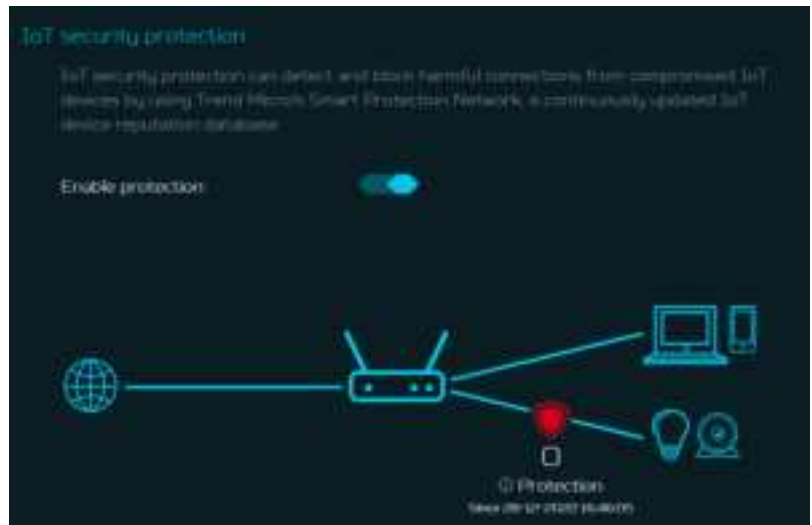 IoT security protection
IoT security protection can detect and block harmful connections from compromised IoT
devices by using Trend Micro's Smart Protection Network, a continuously updated IoT
device reputation database.
Enable protection
Protection
Since